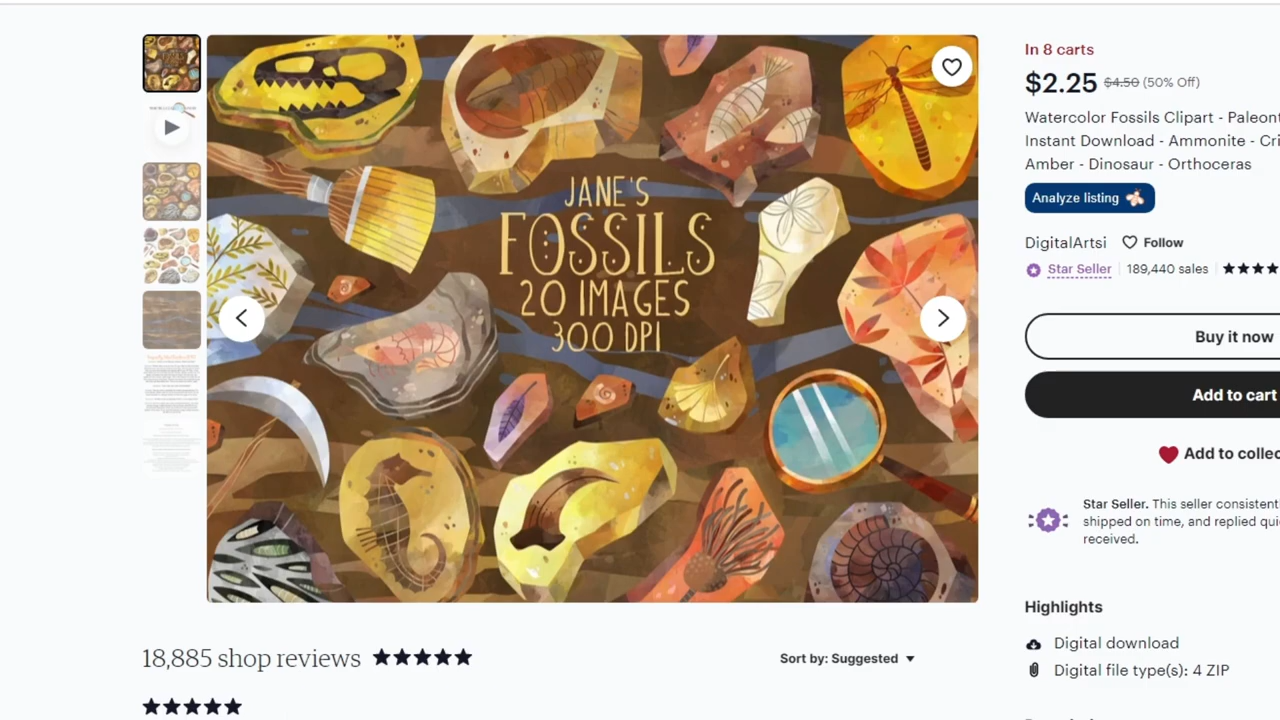 In 8 carts
$2.25 $4.50 (50% Off)
Watercolor Fossils Clipart - Paleont
Instant Download - Ammonite - Cri
Amber - Dinosaur - Orthoceras
Analyze listing
DigitalArtsi Follow
Star Seller 189,440 sales
JANE'S
FOSSILS
20 IMAGES
300 DPI
Buy it now
Add to cart
Add to collec
Star Seller. This seller consistent
shipped on time, and replied qui
received.
Highlights
Digital download
Digital file type(s): 4 ZIP
18,885 shop reviews
Sort by: Suggested